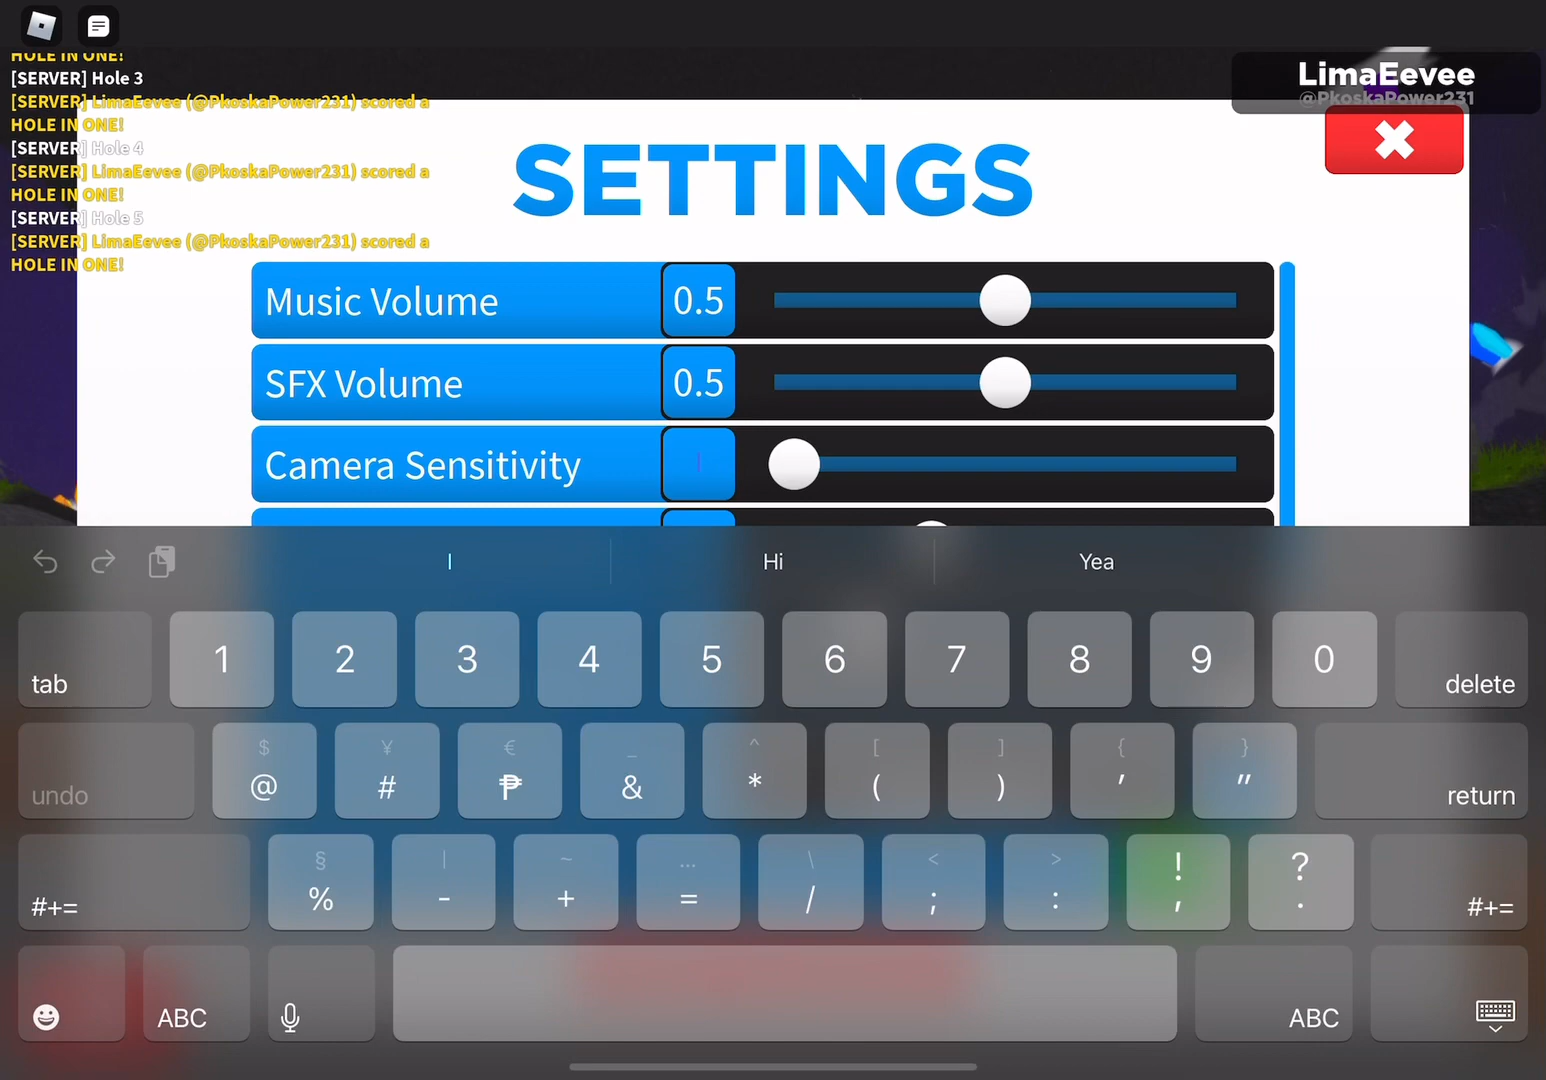 HOLE IN ONE!
[SERVER] Hole 3
[SERVER] LimaEevee (@PkoskaPower231) scored a
HOLE IN ONE!
[SERVER] Hole 4
[SERVER] LimaEevee (@PkoskaPower231) scored a
HOLE IN ONE!
[SERVER] Hole 5
[SERVER] LimaEevee (@PkoskaPower231) scored a
HOLE IN ONE!
LimaEevee
@PkoskaPower231
SETTINGS
Music Volume 0.5
SFX Volume 0.5
Camera Sensitivity
I Hi Yea
tab 1 2 3 4 5 6 7 8 9 0 delete
$ ¥ € _ ^ [ ] { }
undo @ # ₱ & * ( ) ' " return
§ | ~ … \ < > ! ?
#+= % - + = / ; : , . #+=
ABC ABC